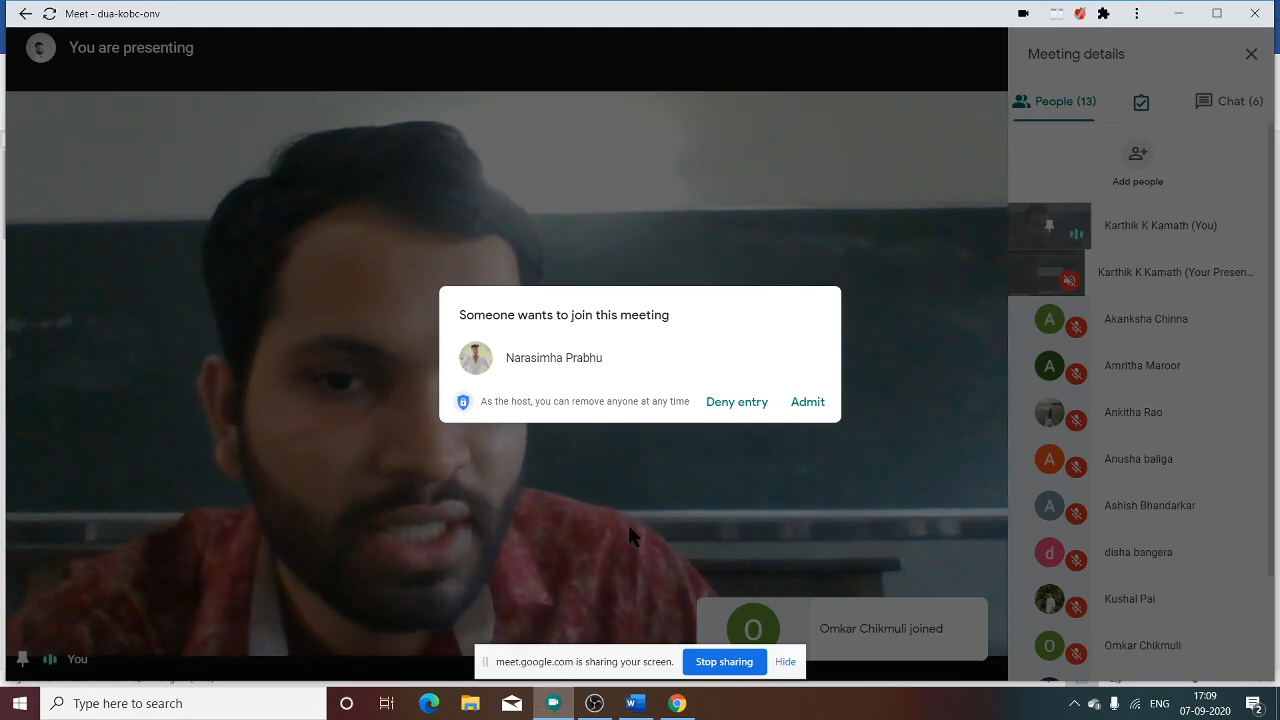 Meet - dua-kobc-onv
You are presenting
Meeting details
People (13)
Chat (6)
Add people
Karthik K Kamath (You)
Karthik K Kamath (Your Presen...
A Akanksha Chinna
A Amritha Maroor
Ankitha Rao
A Anusha baliga
A Ashish Bhandarkar
d disha bangera
Kushal Pai
O Omkar Chikmuli
Someone wants to join this meeting
Narasimha Prabhu
As the host, you can remove anyone at any time
Deny entry
Admit
O Omkar Chikmuli joined
You
meet.google.com is sharing your screen.
Stop sharing
Hide
Type here to search
ENG
17:09
07-09-2020
2